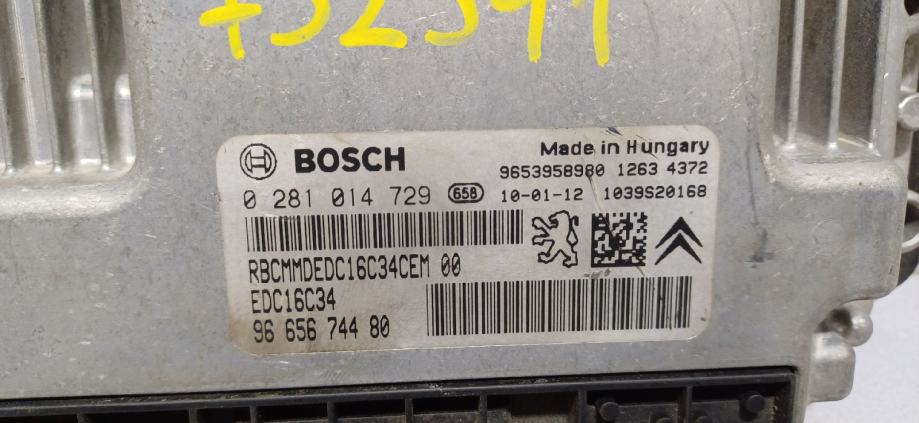 732341
BOSCH
Made in Hungary
9653958980 1263 4372
0 281 014 729 658 10-01-12 1039S20168
RBCMMDEDC16C34CEM 00
EDC16C34
96 656 744 80